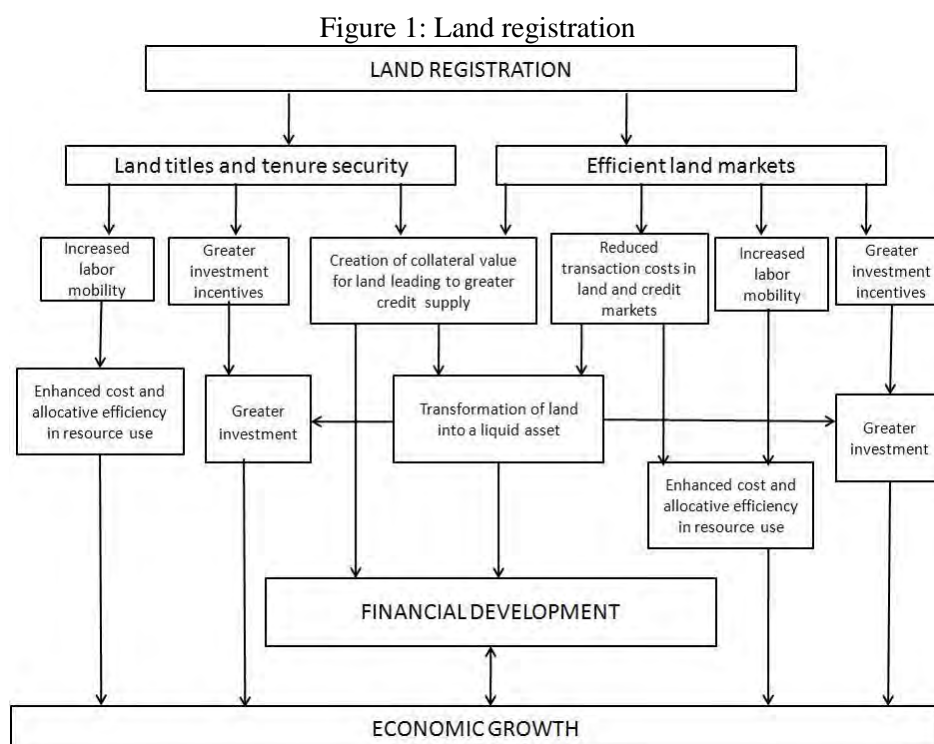 Figure 1: Land registration
LAND REGISTRATION
Land titles and tenure security
Efficient land markets
Increased
labor
mobility
Greater
investment
incentives
Creation of collateral value
for land leading to greater
credit supply
Reduced
transaction costs in
land and credit
markets
Increased
labor
mobility
Greater
investment
incentives
Enhanced cost and
allocative efficiency
in resource use
Greater
investment
Transformation of land
into a liquid asset
Greater
investment
Enhanced cost and
allocative efficiency
in resource use
FINANCIAL DEVELOPMENT
ECONOMIC GROWTH